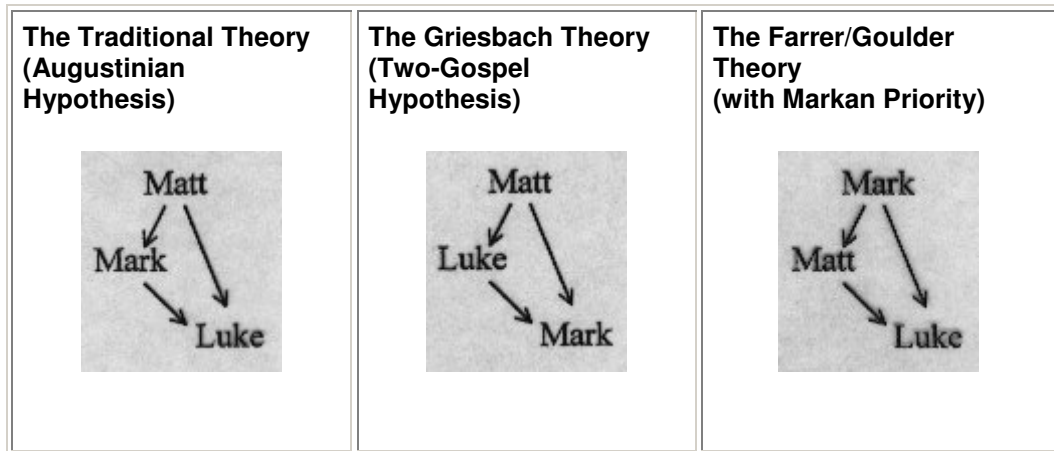 The Traditional Theory
(Augustinian
Hypothesis)
Matt
Mark
Luke
The Griesbach Theory
(Two-Gospel
Hypothesis)
Matt
Luke
Mark
The Farrer/Goulder
Theory
(with Markan Priority)
Mark
Matt
Luke